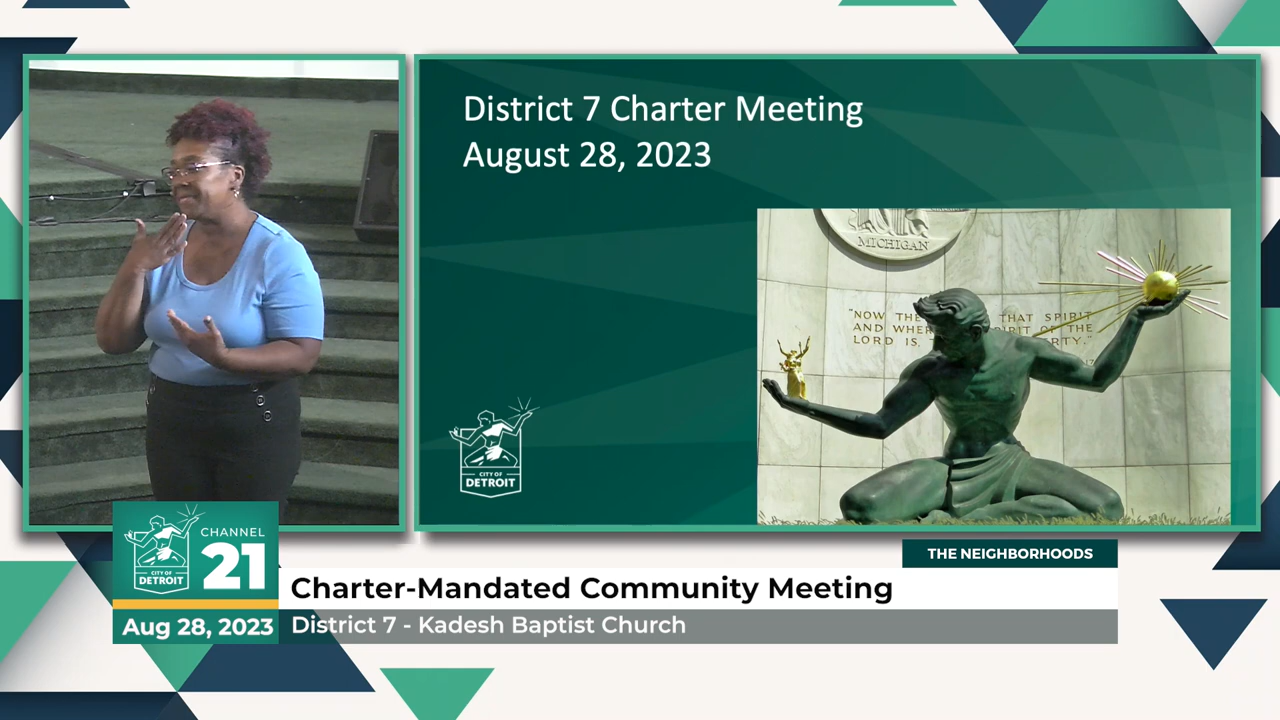 District 7 Charter Meeting
August 28, 2023
MICHIGAN
"NOW THE THAT SPIRIT
AND WHERE OF THE
LORD IS,
CITY OF
DETROIT
THE NEIGHBORHOODS
CITY OF
DETROIT
CHANNEL
21
Charter-Mandated Community Meeting
Aug 28, 2023
District 7 - Kadesh Baptist Church